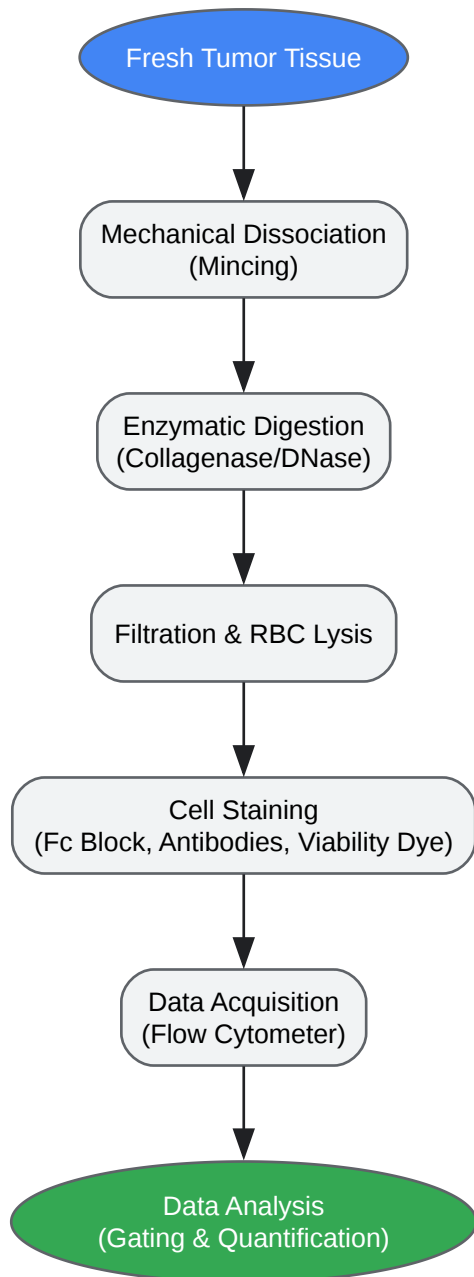 Fresh Tumor Tissue
Mechanical Dissociation
(Mincing)
Enzymatic Digestion
(Collagenase/DNase)
Filtration & RBC Lysis
Cell Staining
(Fc Block, Antibodies, Viability Dye)
Data Acquisition
(Flow Cytometer)
Data Analysis
(Gating & Quantification)